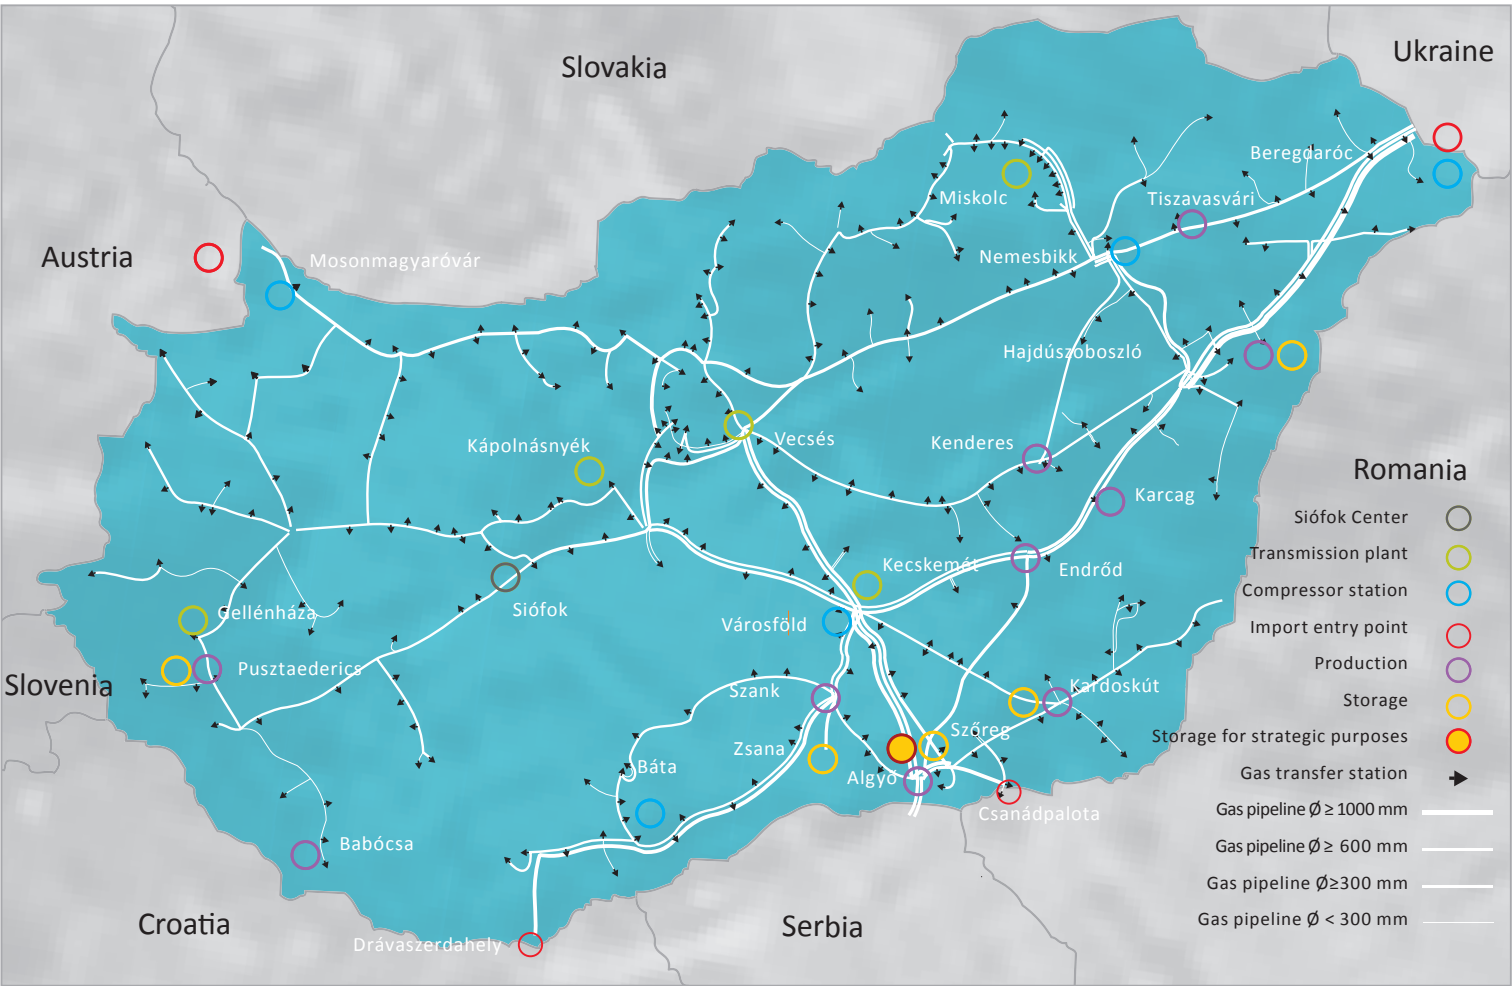 Ukraine
Slovakia
Beregdaróc
Miskolc
Tiszavasvári
Austria
Mosonmagyaróvár
Nemesbikk
Hajdúszoboszló
Vecsés
Kenderes
Kápolnásnyék
Romania
Karcag
Siófok Center
Transmission plant
Kecskemét
Endrőd
Compressor station
Siófok
Gellénháza
Városföld
Import entry point
Production
Pusztaederics
Slovenia
Szank
Kardoskút
Storage
Szőreg
Storage for strategic purposes
Zsana
Báta
Algyő
Gas transfer station
Csanádpalota
Gas pipeline Ø ≥ 1000 mm
Babócsa
Gas pipeline Ø ≥ 600 mm
Gas pipeline Ø≥300 mm
Gas pipeline Ø < 300 mm
Croatia
Serbia
Drávaszerdahely